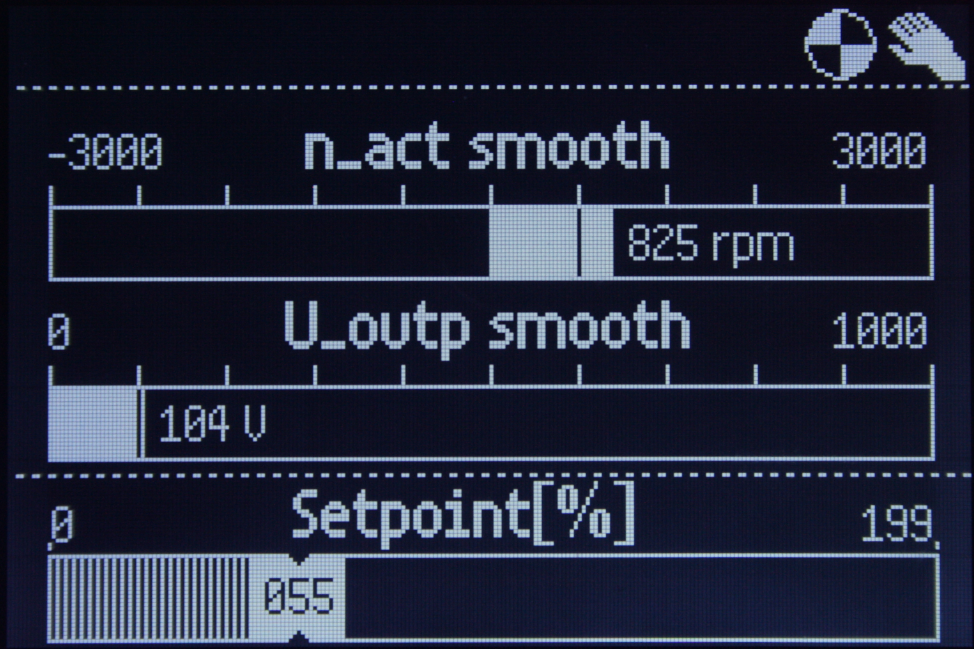 -3000 n_act smooth 3000
825 rpm
0 U_outp smooth 1000
104 V
0 Setpoint[%] 199
055